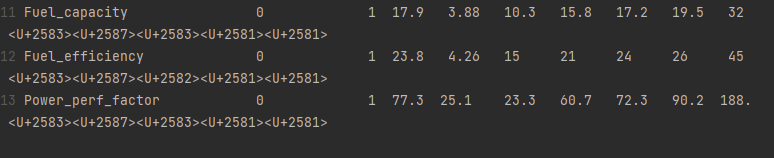 11 Fuel_capacity 0 1 17.9 3.88 10.3 15.8 17.2 19.5 32
<U+2583><U+2587><U+2583><U+2581><U+2581>
12 Fuel_efficiency 0 1 23.8 4.26 15 21 24 26 45
<U+2583><U+2587><U+2582><U+2581><U+2581>
13 Power_perf_factor 0 1 77.3 25.1 23.3 60.7 72.3 90.2 188.
<U+2583><U+2587><U+2583><U+2581><U+2581>